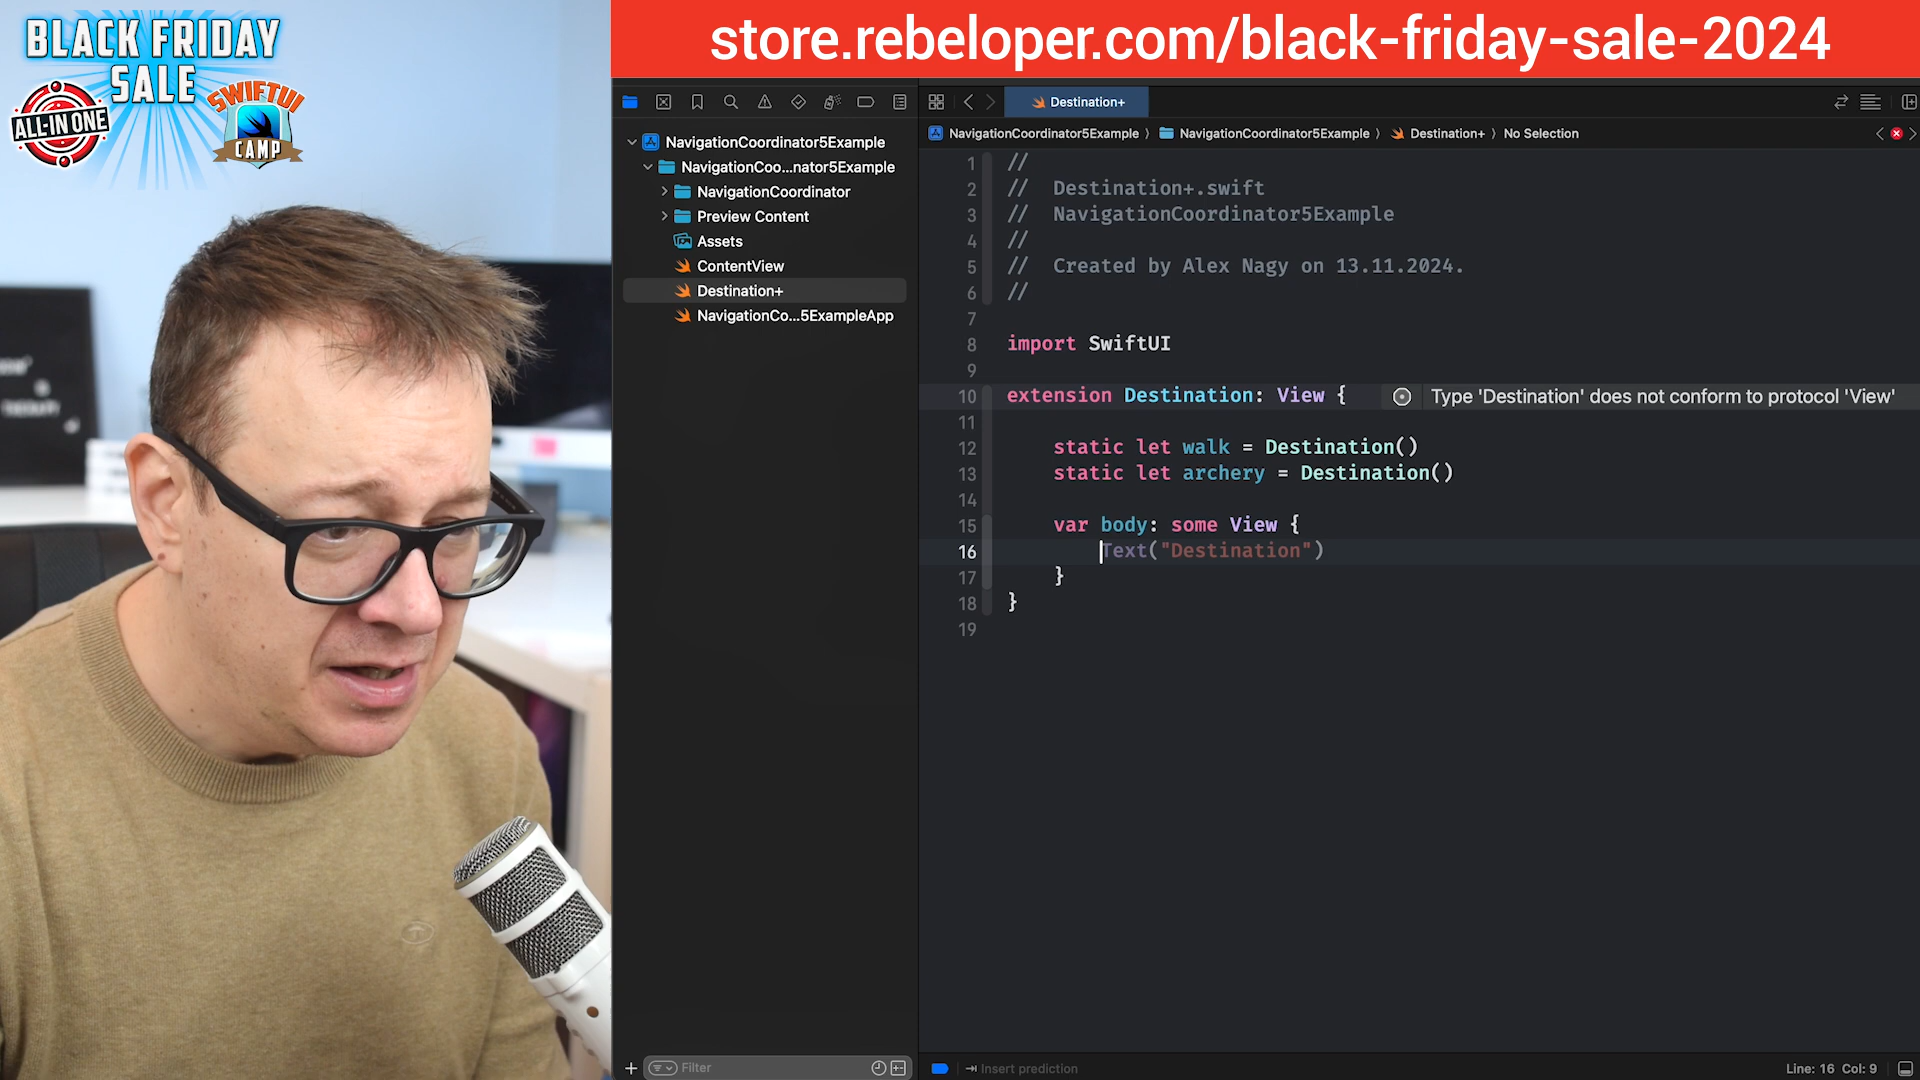 BLACK FRIDAY
SALE
ALL-IN ONE
SWIFTUI
CAMP
store.rebeloper.com/black-friday-sale-2024
Destination+
NavigationCoordinator5Example
NavigationCoo...nator5Example
NavigationCoordinator
Preview Content
Assets
ContentView
Destination+
NavigationCo...5ExampleApp
Filter
NavigationCoordinator5Example 〉 NavigationCoordinator5Example 〉 Destination+ 〉 No Selection
1 //
2 // Destination+.swift
3 // NavigationCoordinator5Example
4 //
5 // Created by Alex Nagy on 13.11.2024.
6 //
7
8 import SwiftUI
9
10 extension Destination: View { Type 'Destination' does not conform to protocol 'View'
11
12 static let walk = Destination()
13 static let archery = Destination()
14
15 var body: some View {
16 Text("Destination")
17 }
18 }
19
Insert prediction
Line: 16 Col: 9